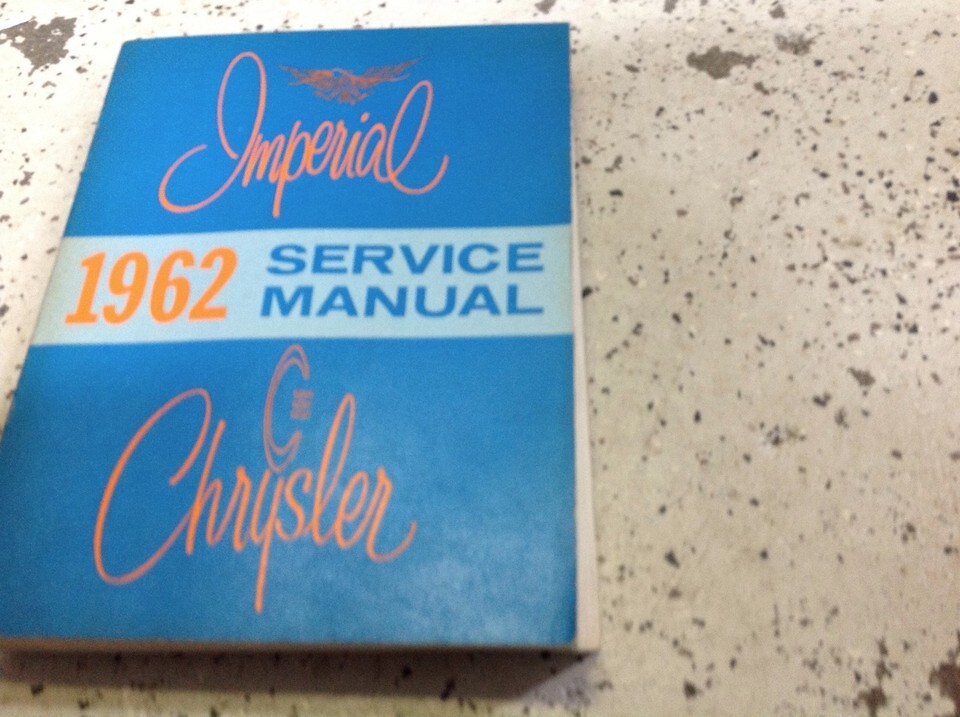 Imperial
1962 SERVICE
MANUAL
Chrysler